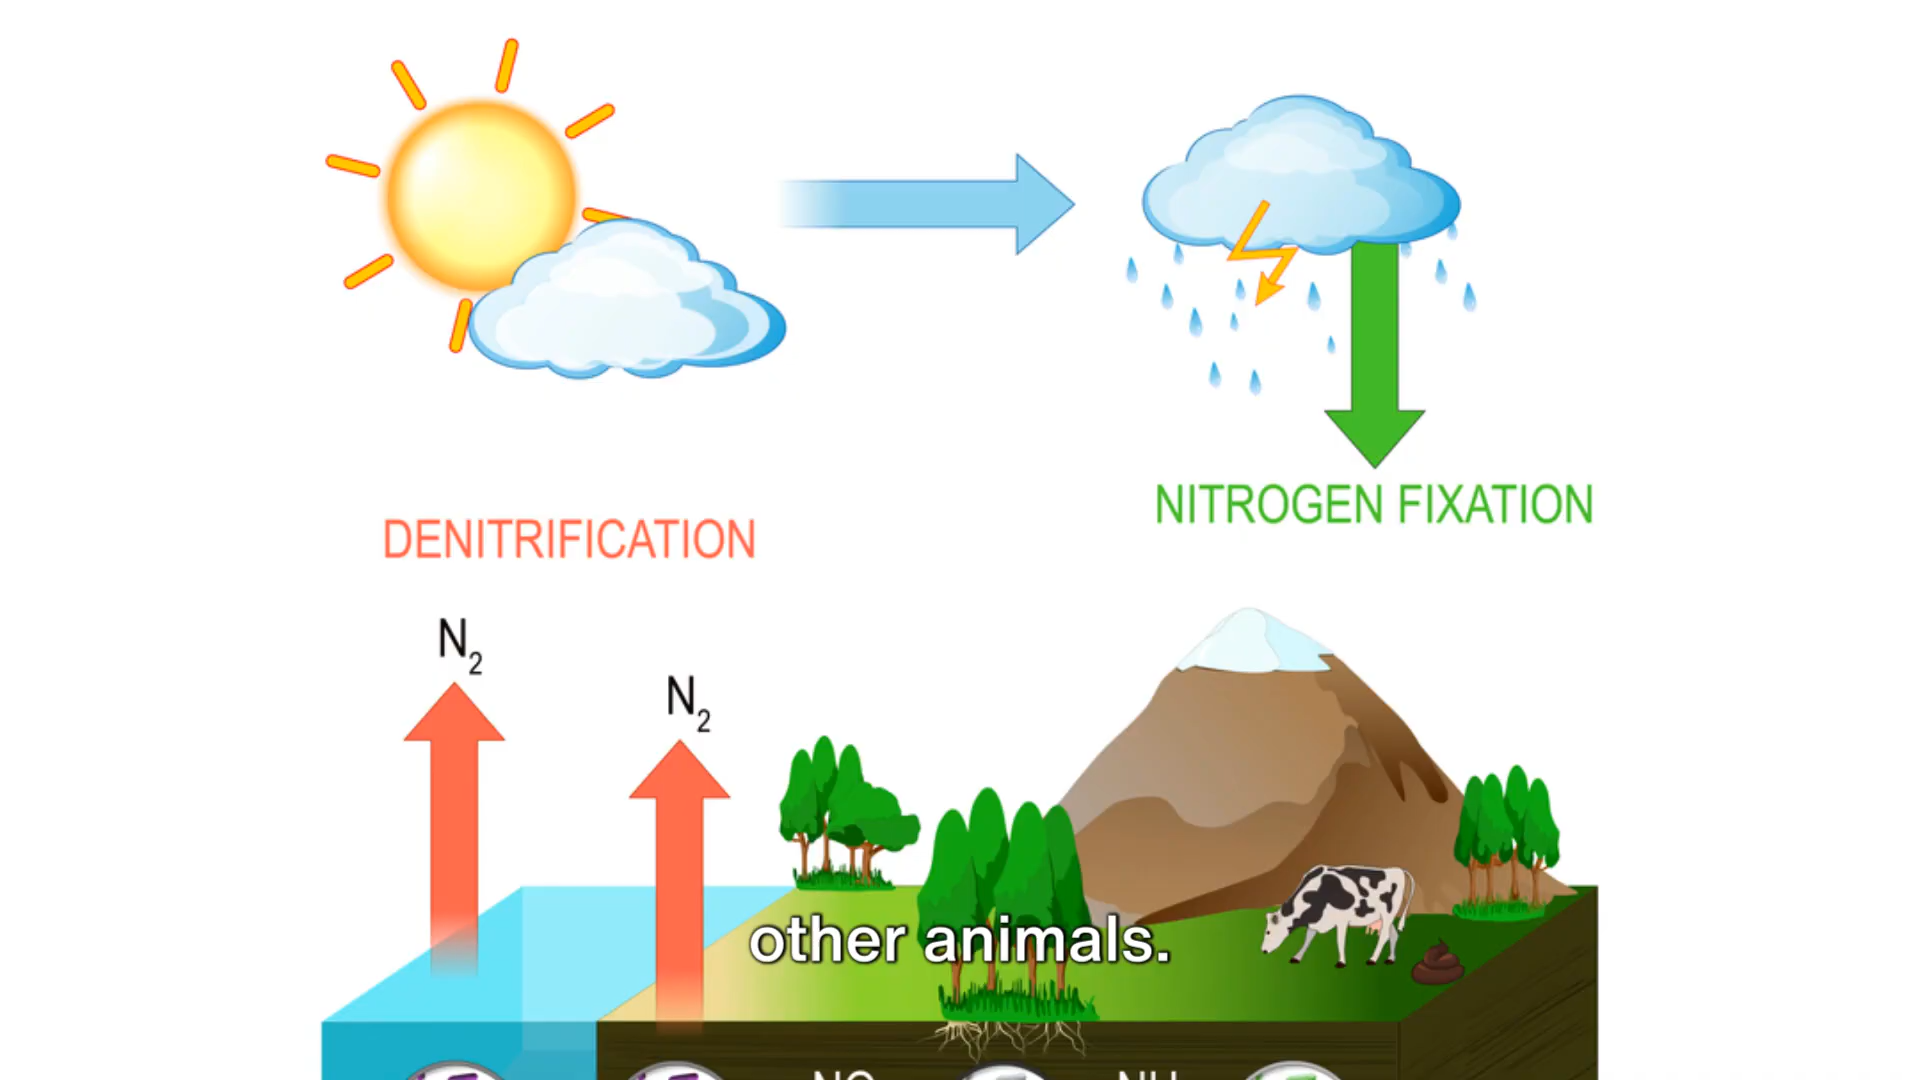 NITROGEN FIXATION
DENITRIFICATION
N₂
N₂
other animals.